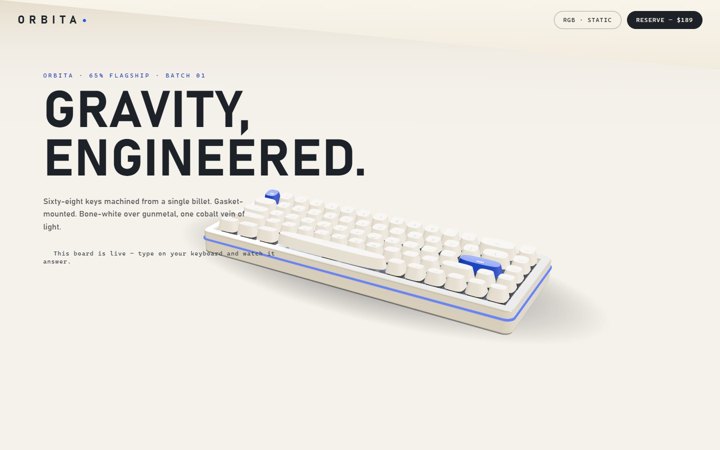 ORBITA
RGB · STATIC
RESERVE — $189
ORBITA · 65% FLAGSHIP · BATCH 01
GRAVITY,
ENGINEERED.
Sixty-eight keys machined from a single billet. Gasket-
mounted. Bone-white over gunmetal, one cobalt vein of
light.
This board is live — type on your keyboard and watch it
answer.